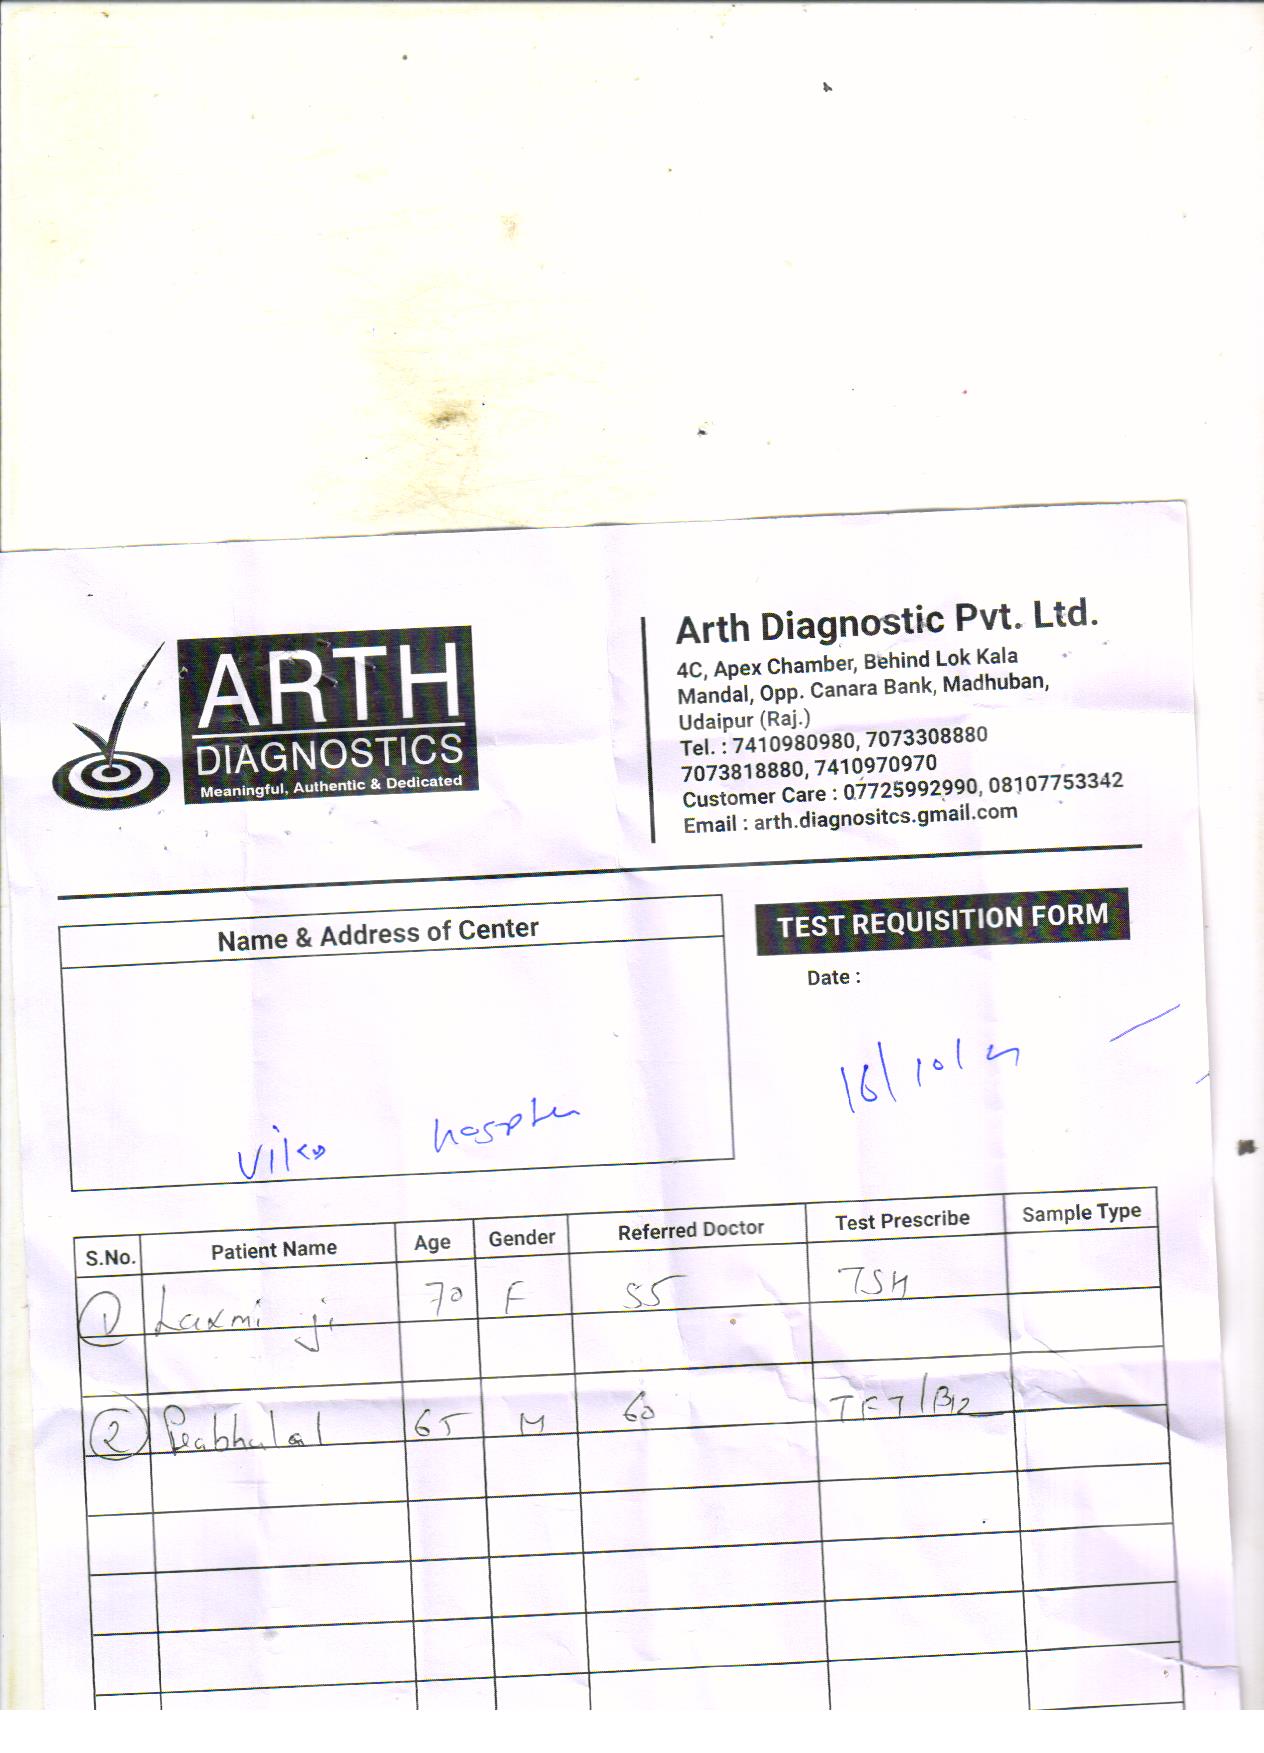 ARTH
DIAGNOSTICS
Meaningful, Authentic & Dedicated
Arth Diagnostic Pvt. Ltd.
4C, Apex Chamber, Behind Lok Kala
Mandal, Opp. Canara Bank, Madhuban,
Udaipur (Raj.)
Tel. : 7410980980, 7073308880
7073818880, 7410970970
Customer Care : 07725992990, 08107753342
Email : arth.diagnositcs.gmail.com
Name & Address of Center
TEST REQUISITION FORM
Date :
16/10/
S.No. Patient Name Age Gender Referred Doctor Test Prescribe Sample Type
1 Laxmi ji 70 F SS TSH
2 Prabhulal 65 M 60 TFT/B12